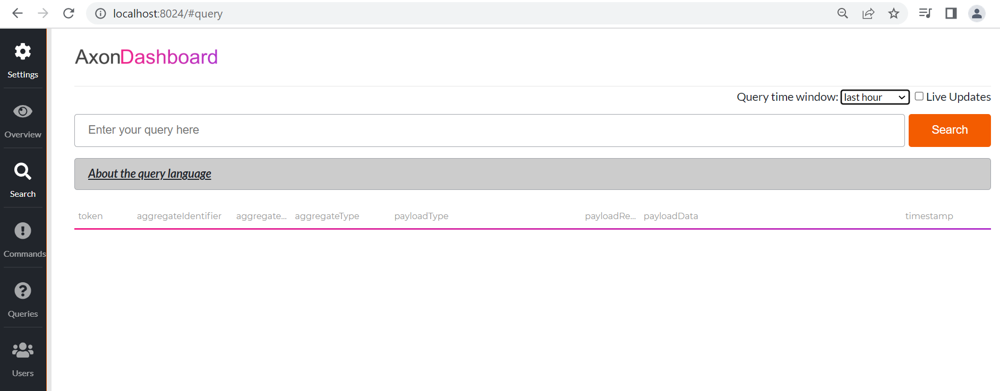 localhost:8024/#query
Settings
Overview
Search
Commands
Queries
Users
AxonDashboard
Query time window: last hour Live Updates
Enter your query here Search
About the query language
token aggregateIdentifier aggregate... aggregateType payloadType payloadRe... payloadData timestamp